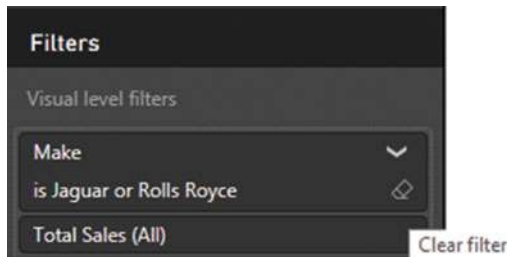 Filters
Visual level filters
Make
is Jaguar or Rolls Royce
Total Sales (All)
Clear filter